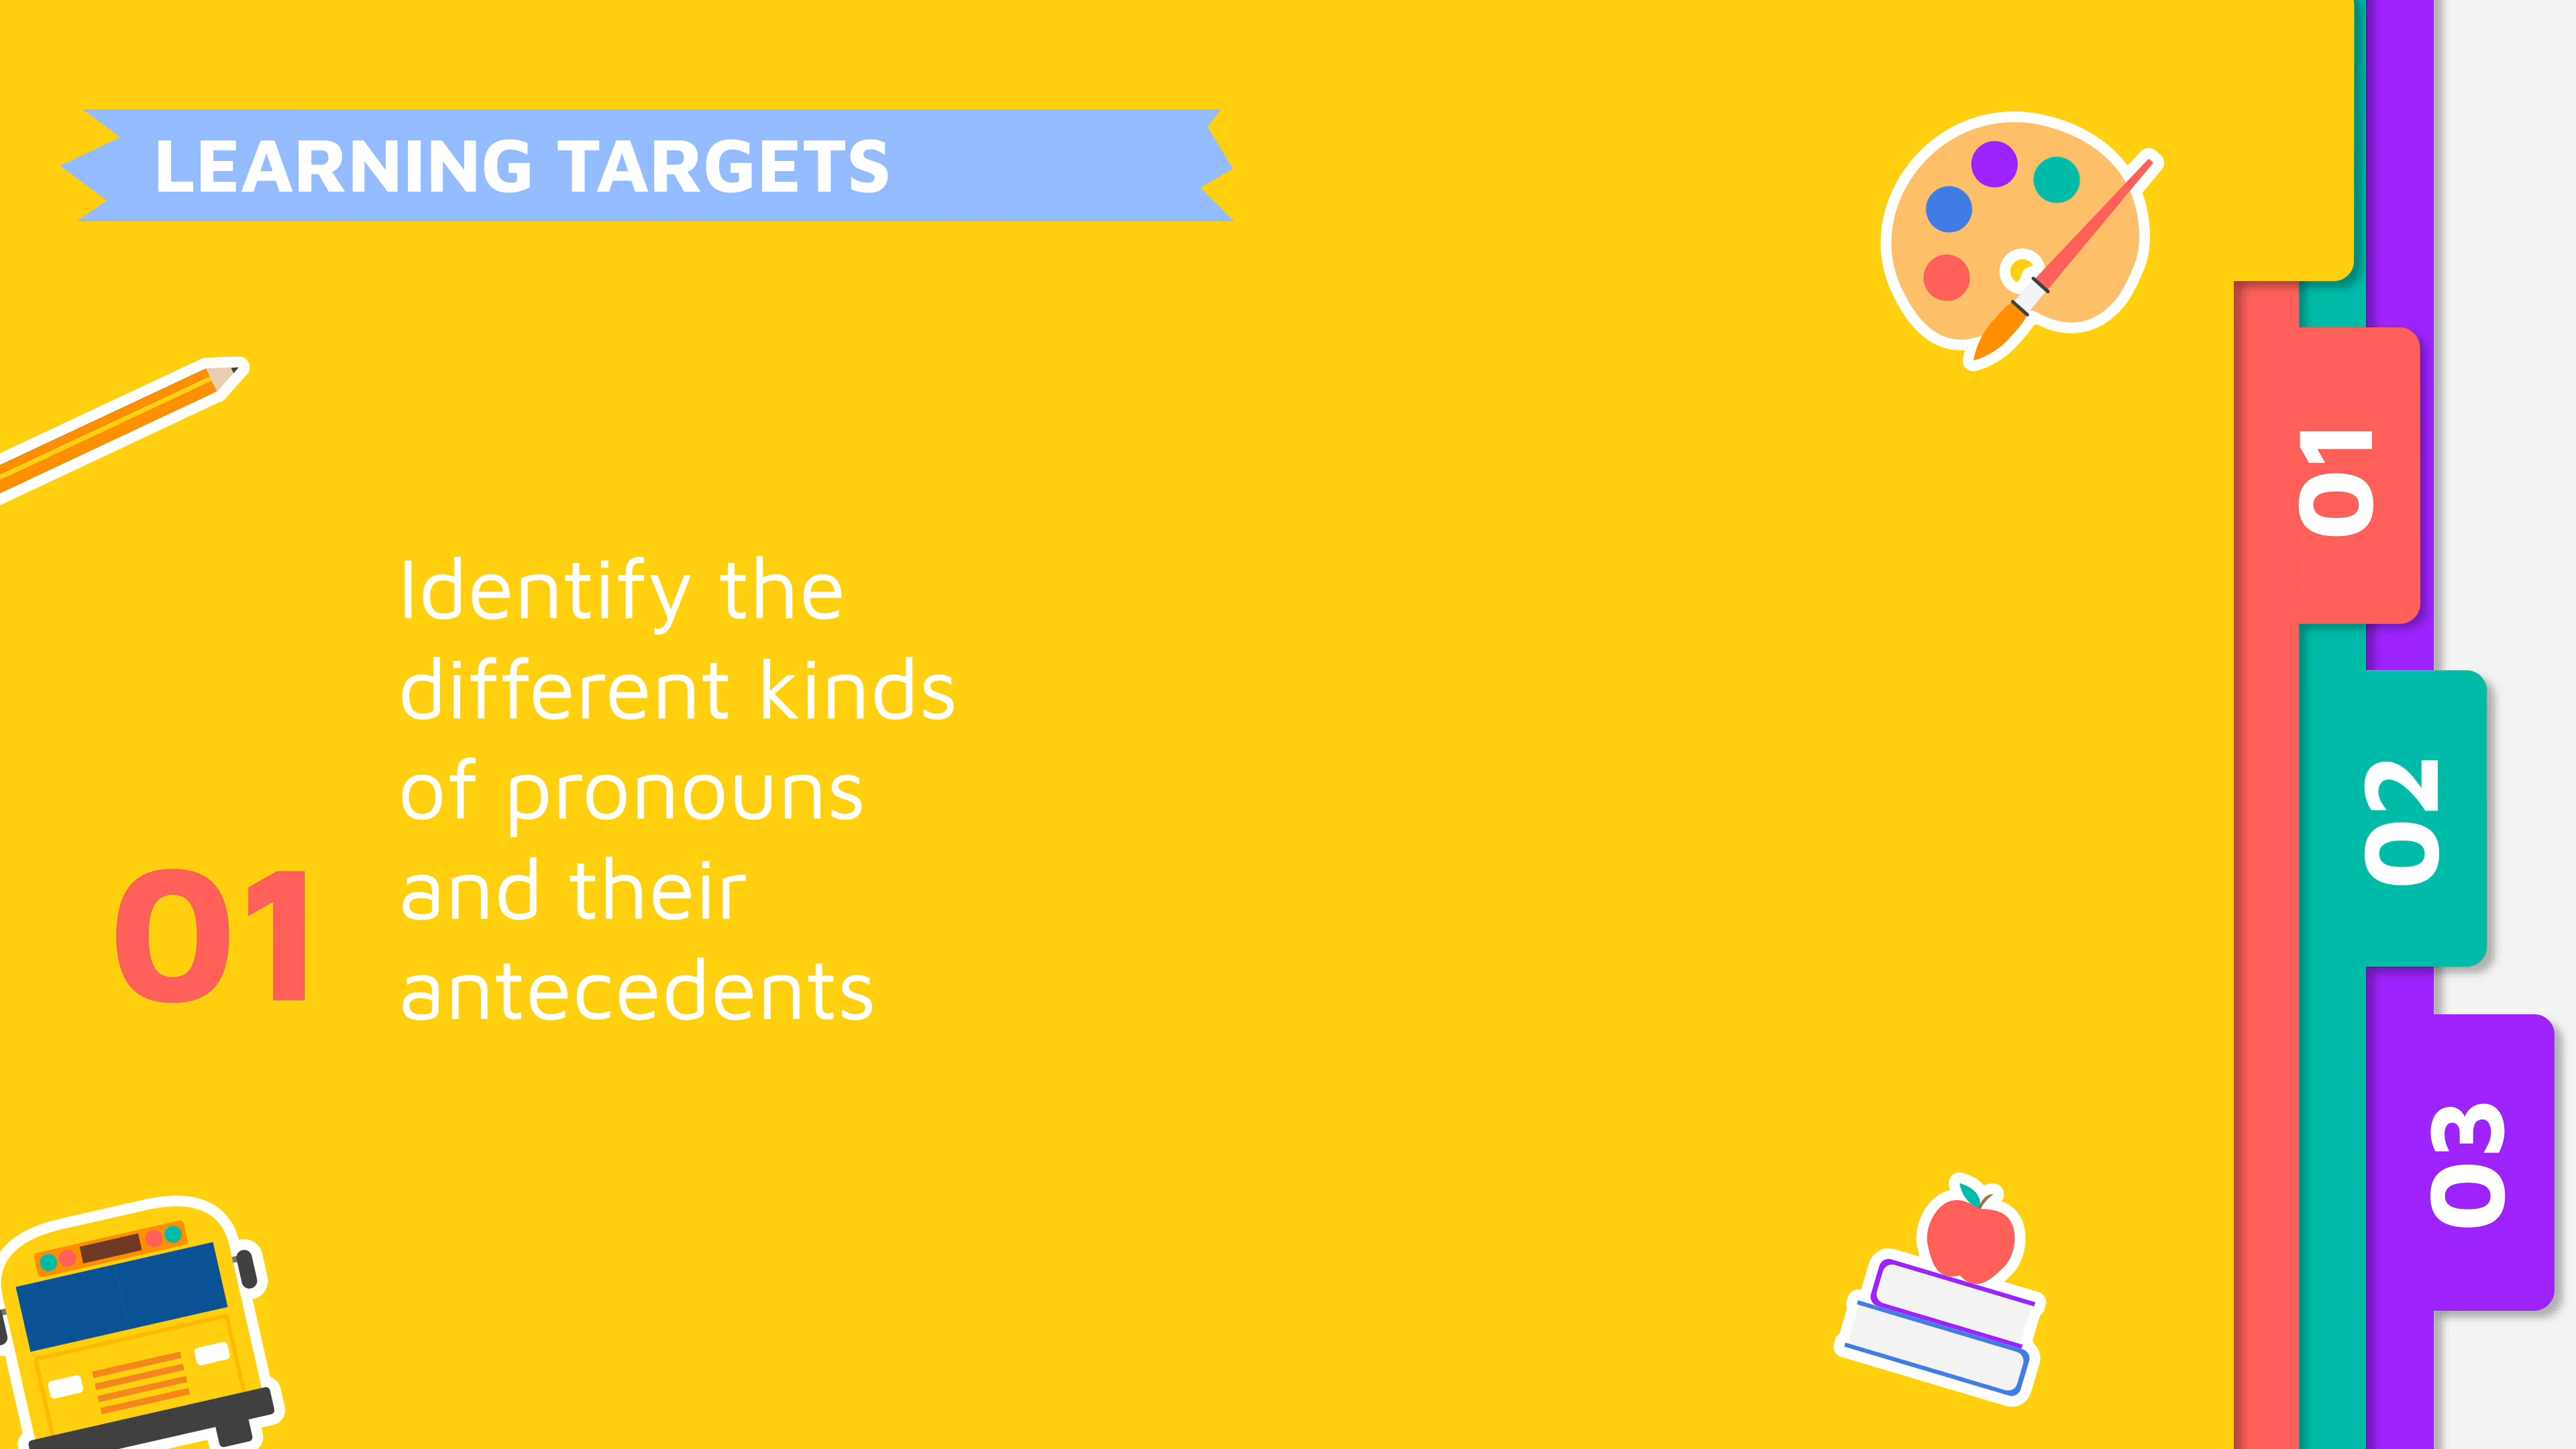 LEARNING TARGETS
01
Identify the
different kinds
of pronouns
and their
antecedents
01
02
03